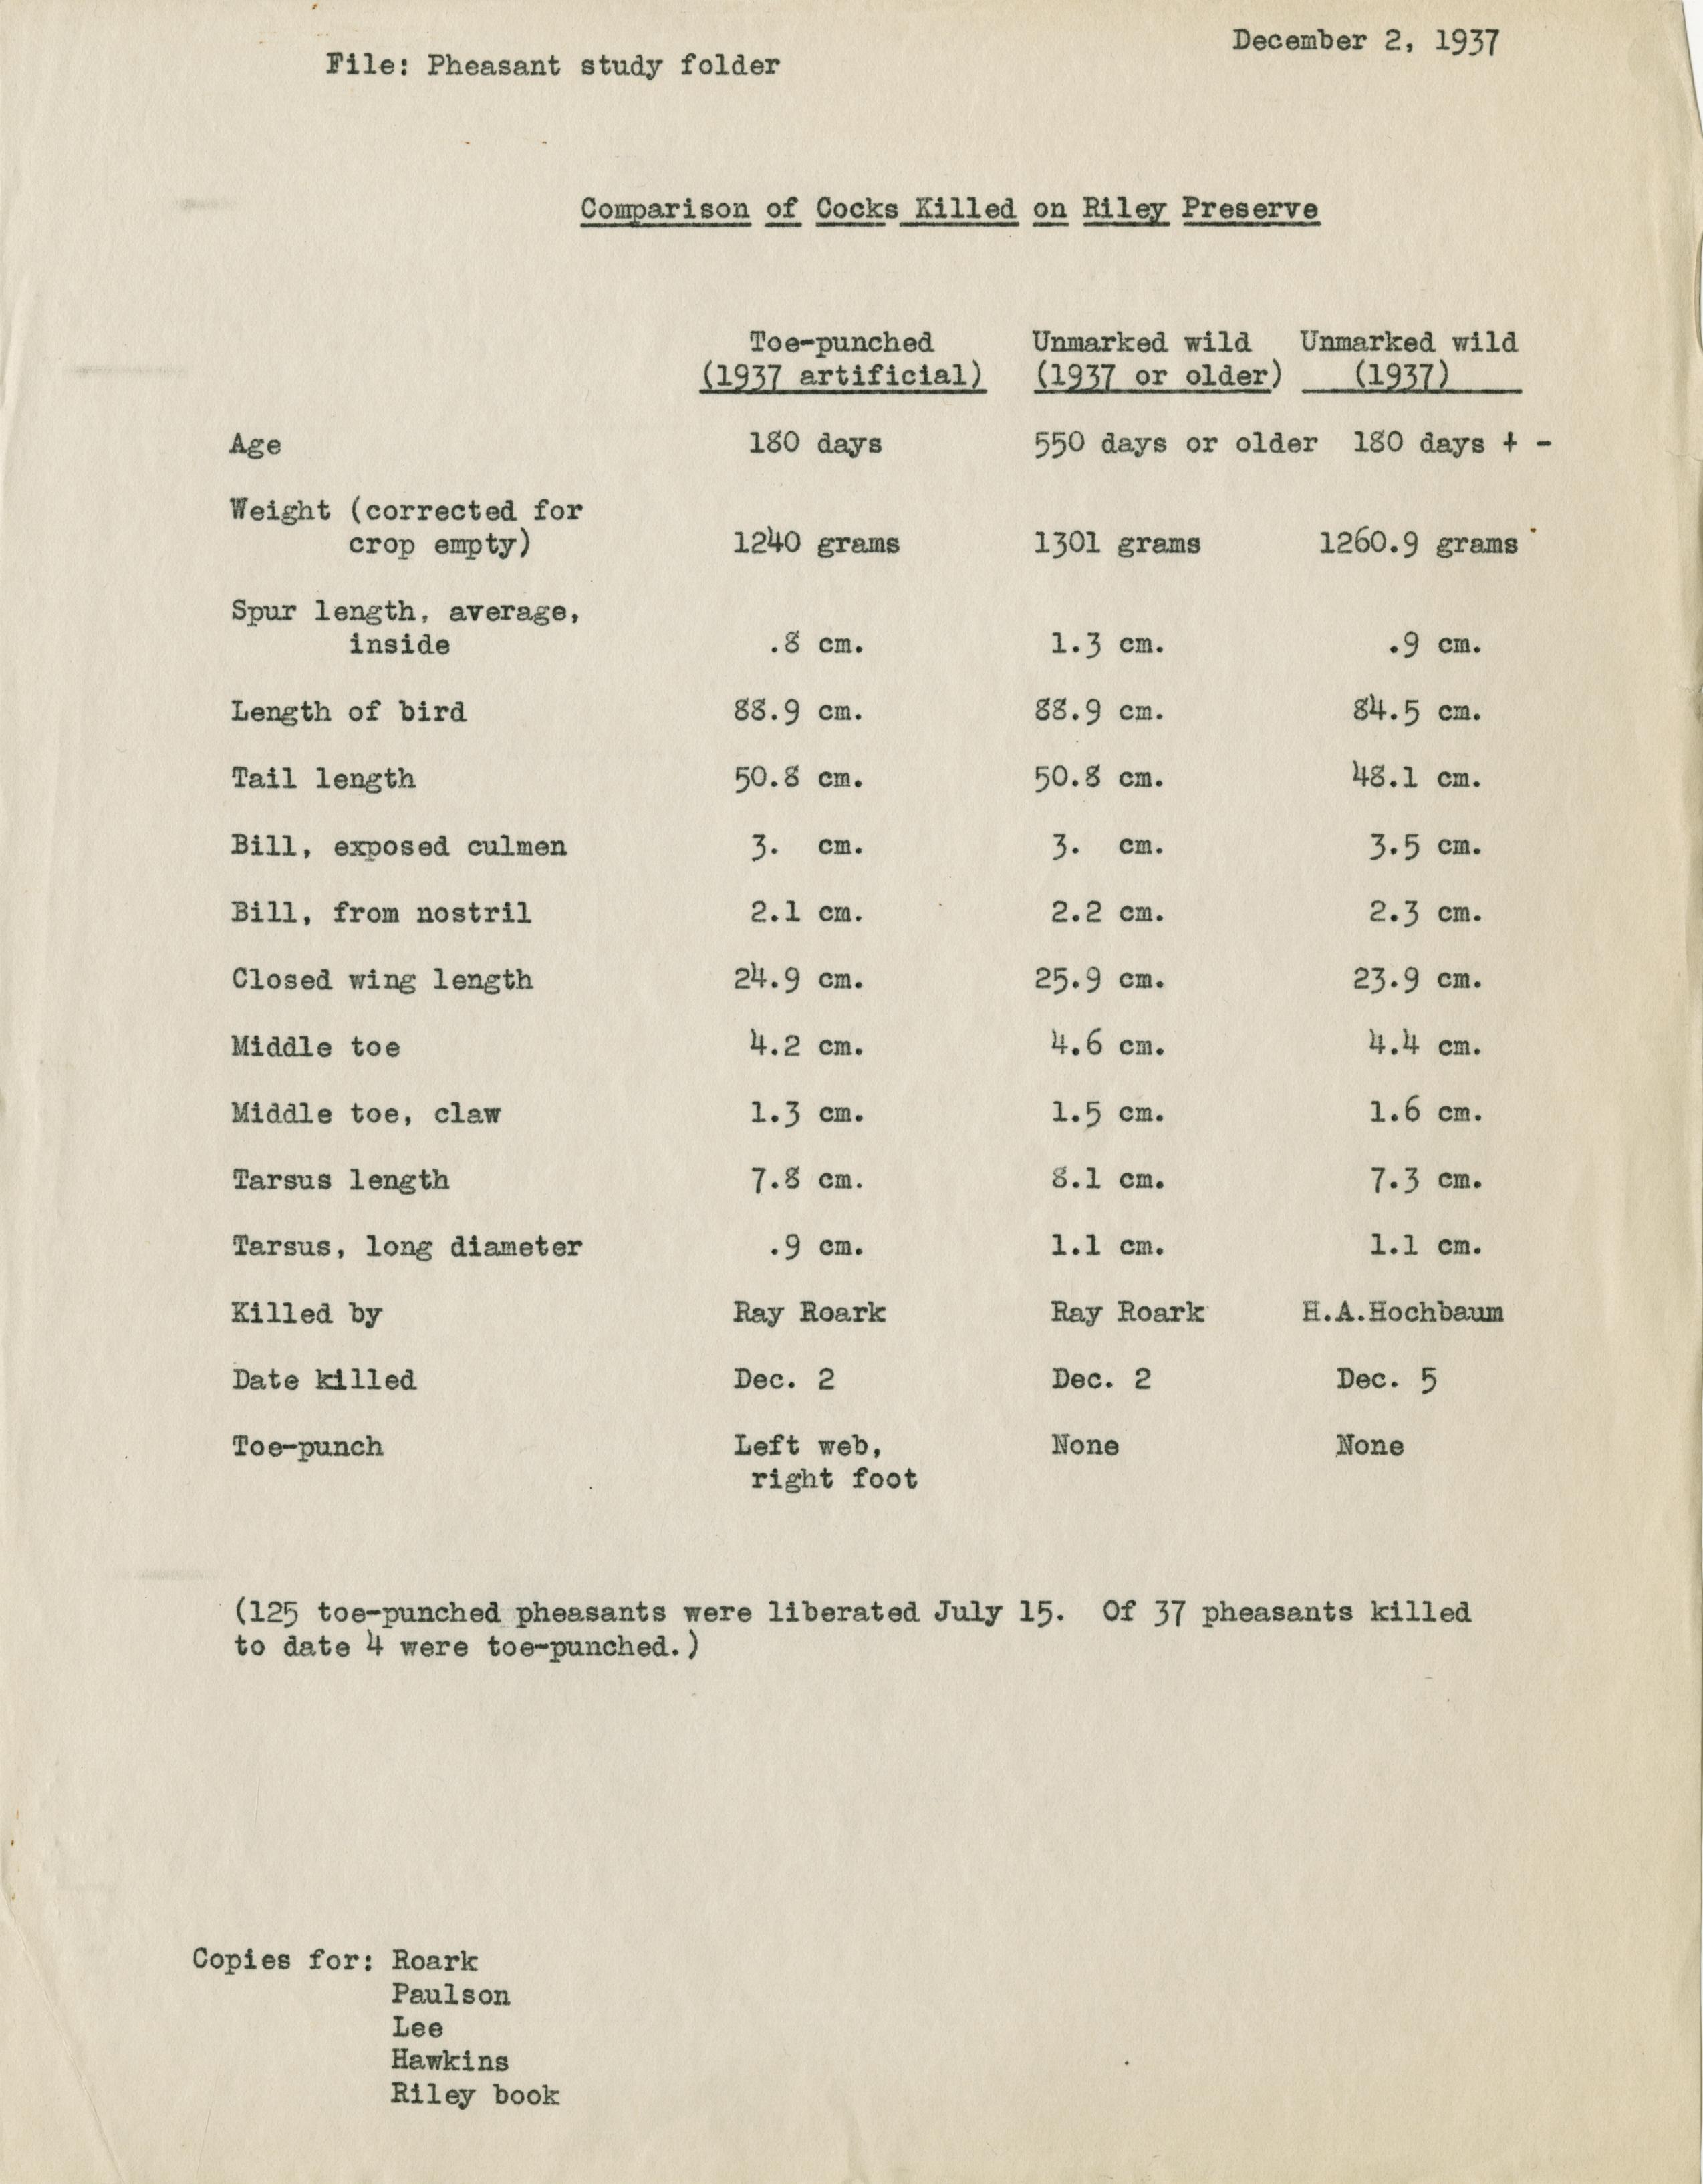 December 2, 1937
File: Pheasant study folder
Comparison of Cocks Killed on Riley Preserve
Toe-punched Unmarked wild Unmarked wild
(1937 artificial) (1937 or older) (1937)
Age 180 days 550 days or older 180 days + -
Weight (corrected for
crop empty) 1240 grams 1301 grams 1260.9 grams
Spur length, average,
inside .8 cm. 1.3 cm. .9 cm.
Length of bird 88.9 cm. 88.9 cm. 84.5 cm.
Tail length 50.8 cm. 50.8 cm. 48.1 cm.
Bill, exposed culmen 3. cm. 3. cm. 3.5 cm.
Bill, from nostril 2.1 cm. 2.2 cm. 2.3 cm.
Closed wing length 24.9 cm. 25.9 cm. 23.9 cm.
Middle toe 4.2 cm. 4.6 cm. 4.4 cm.
Middle toe, claw 1.3 cm. 1.5 cm. 1.6 cm.
Tarsus length 7.8 cm. 8.1 cm. 7.3 cm.
Tarsus, long diameter .9 cm. 1.1 cm. 1.1 cm.
Killed by Ray Roark Ray Roark H.A.Hochbaum
Date killed Dec. 2 Dec. 2 Dec. 5
Toe-punch Left web, None None
right foot
(125 toe-punched pheasants were liberated July 15. Of 37 pheasants killed
to date 4 were toe-punched.)
Copies for: Roark
Paulson
Lee
Hawkins
Riley book